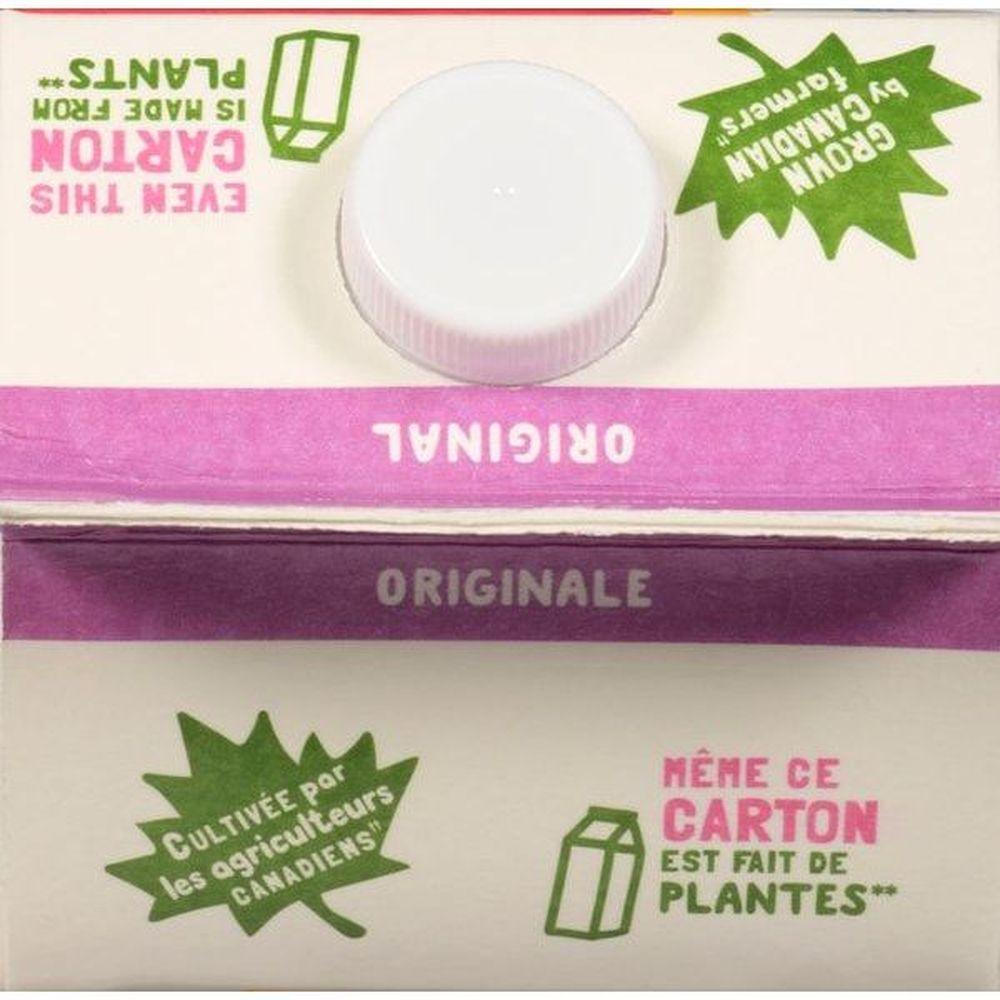 EVEN THIS
CARTON
IS MADE FROM
PLANTS**
GROWN
by CANADIAN
farmers"
ORIGINAL
ORIGINALE
CULTIVÉE par
les agriculteurs
CANADIENS"
MÊME CE
CARTON
EST FAIT DE
PLANTES**